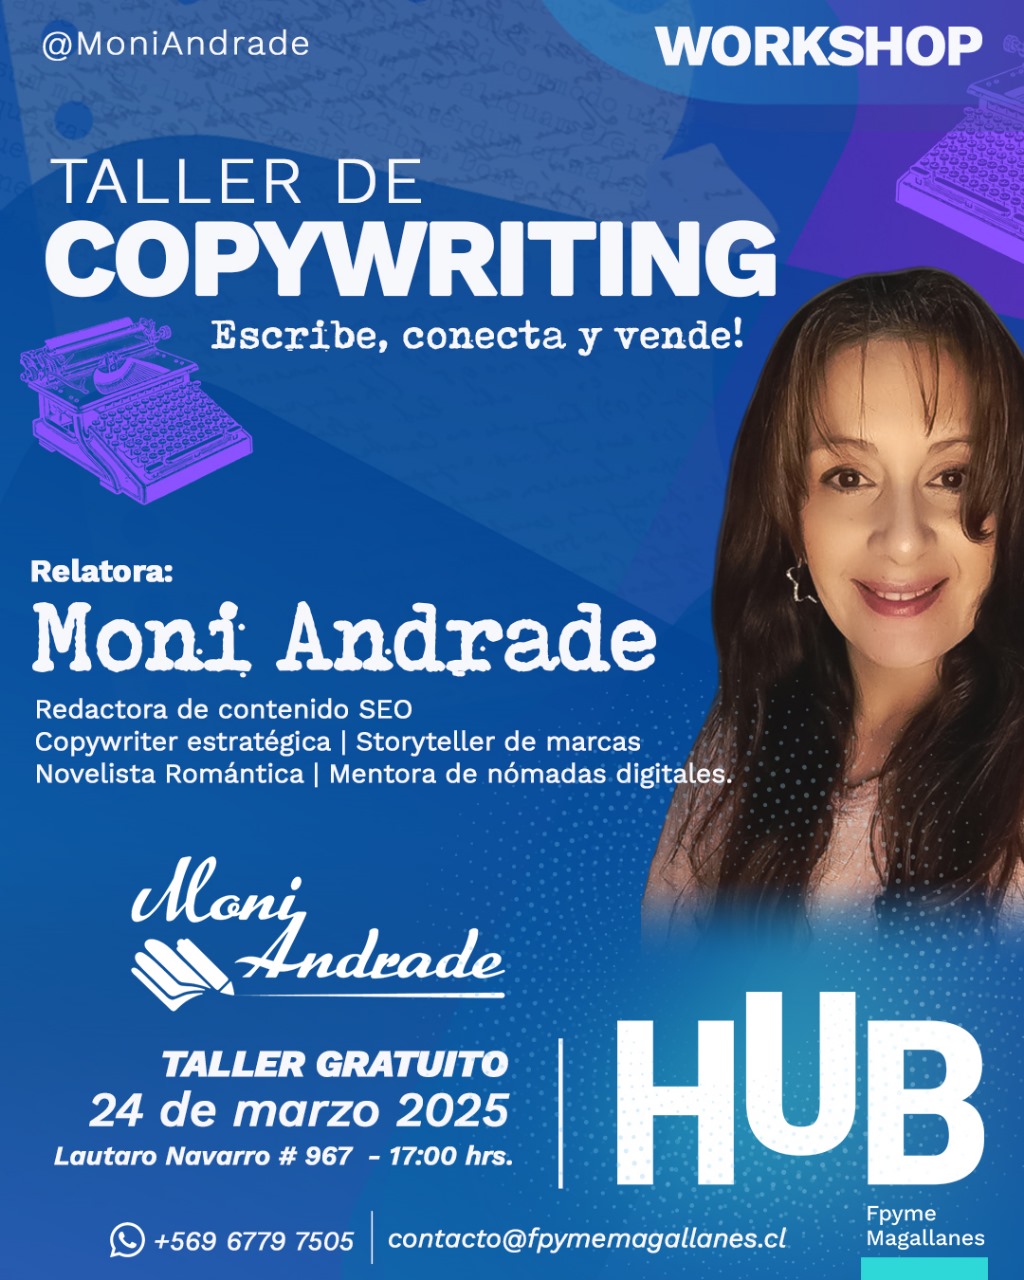 @MoniAndrade
WORKSHOP
TALLER DE
COPYWRITING
Escribe, conecta y vende!
Relatora:
Moni Andrade
Redactora de contenido SEO
Copywriter estratégica | Storyteller de marcas
Novelista Romántica | Mentora de nómadas digitales.
Moni
Andrade
TALLER GRATUITO
24 de marzo 2025
Lautaro Navarro # 967 - 17:00 hrs.
HUB
Fpyme
Magallanes
+569 6779 7505
contacto@fpymemagallanes.cl